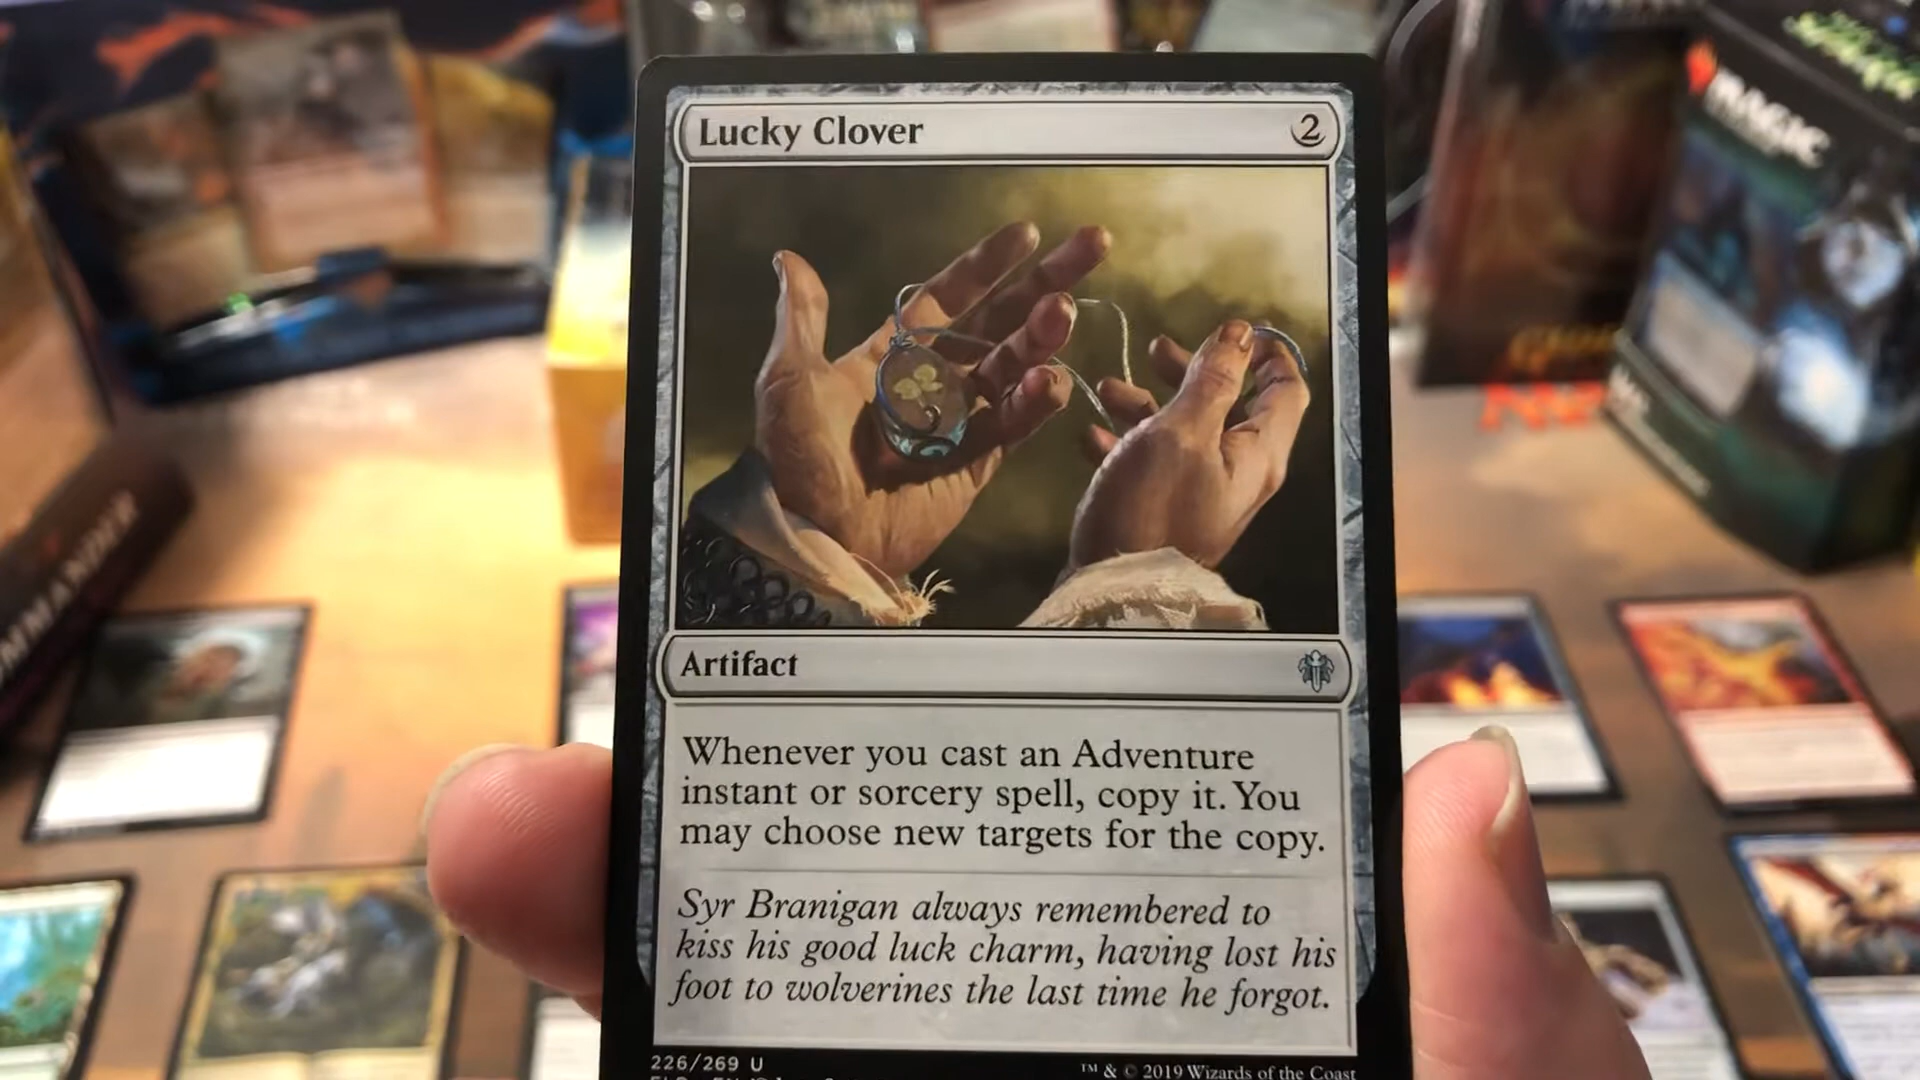 MAGIC
Lucky Clover
2
Artifact
Whenever you cast an Adventure
instant or sorcery spell, copy it. You
may choose new targets for the copy.
Syr Branigan always remembered to
kiss his good luck charm, having lost his
foot to wolverines the last time he forgot.
226/269 U
™ & © 2019 Wizards of the Coast